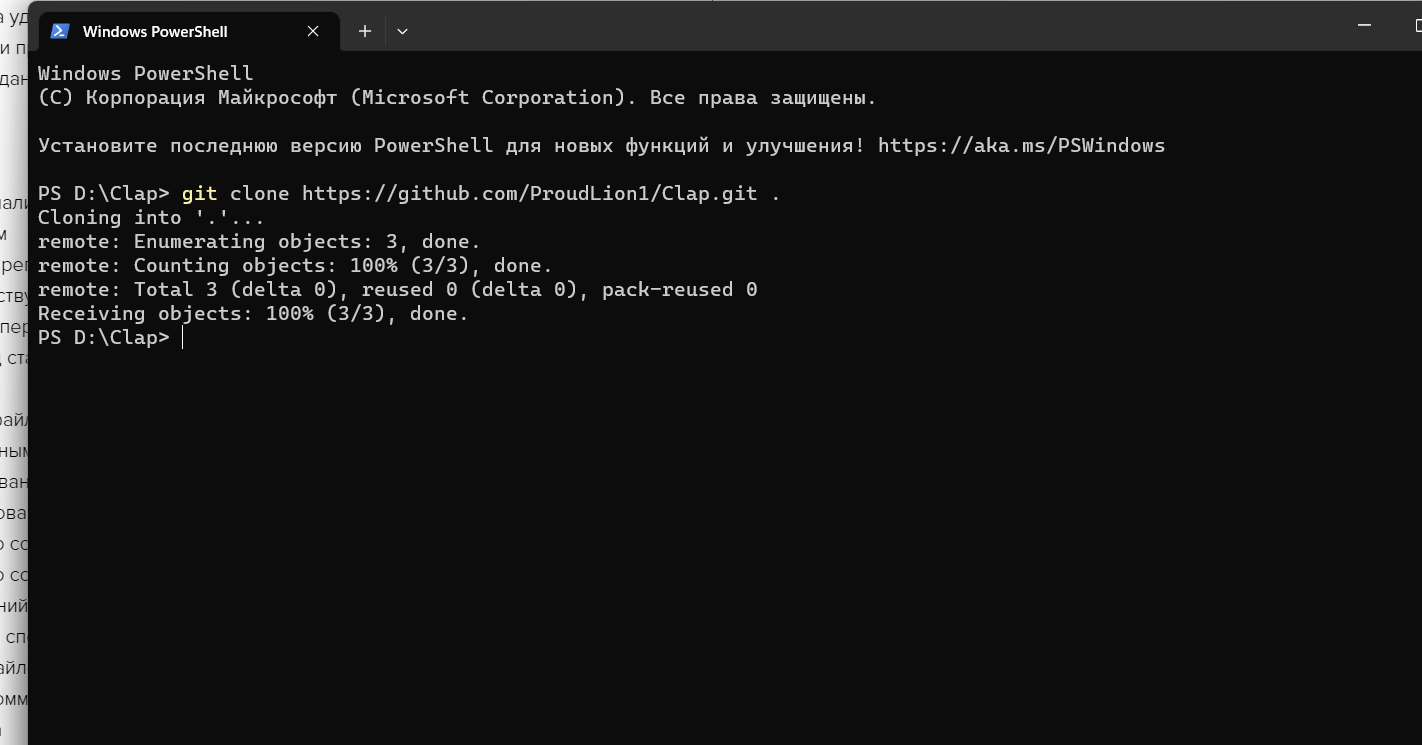 Windows PowerShell
Windows PowerShell
(C) Корпорация Майкрософт (Microsoft Corporation). Все права защищены.
Установите последнюю версию PowerShell для новых функций и улучшения! https://aka.ms/PSWindows
PS D:\Clap> git clone https://github.com/ProudLion1/Clap.git .
Cloning into '.'...
remote: Enumerating objects: 3, done.
remote: Counting objects: 100% (3/3), done.
remote: Total 3 (delta 0), reused 0 (delta 0), pack-reused 0
Receiving objects: 100% (3/3), done.
PS D:\Clap>